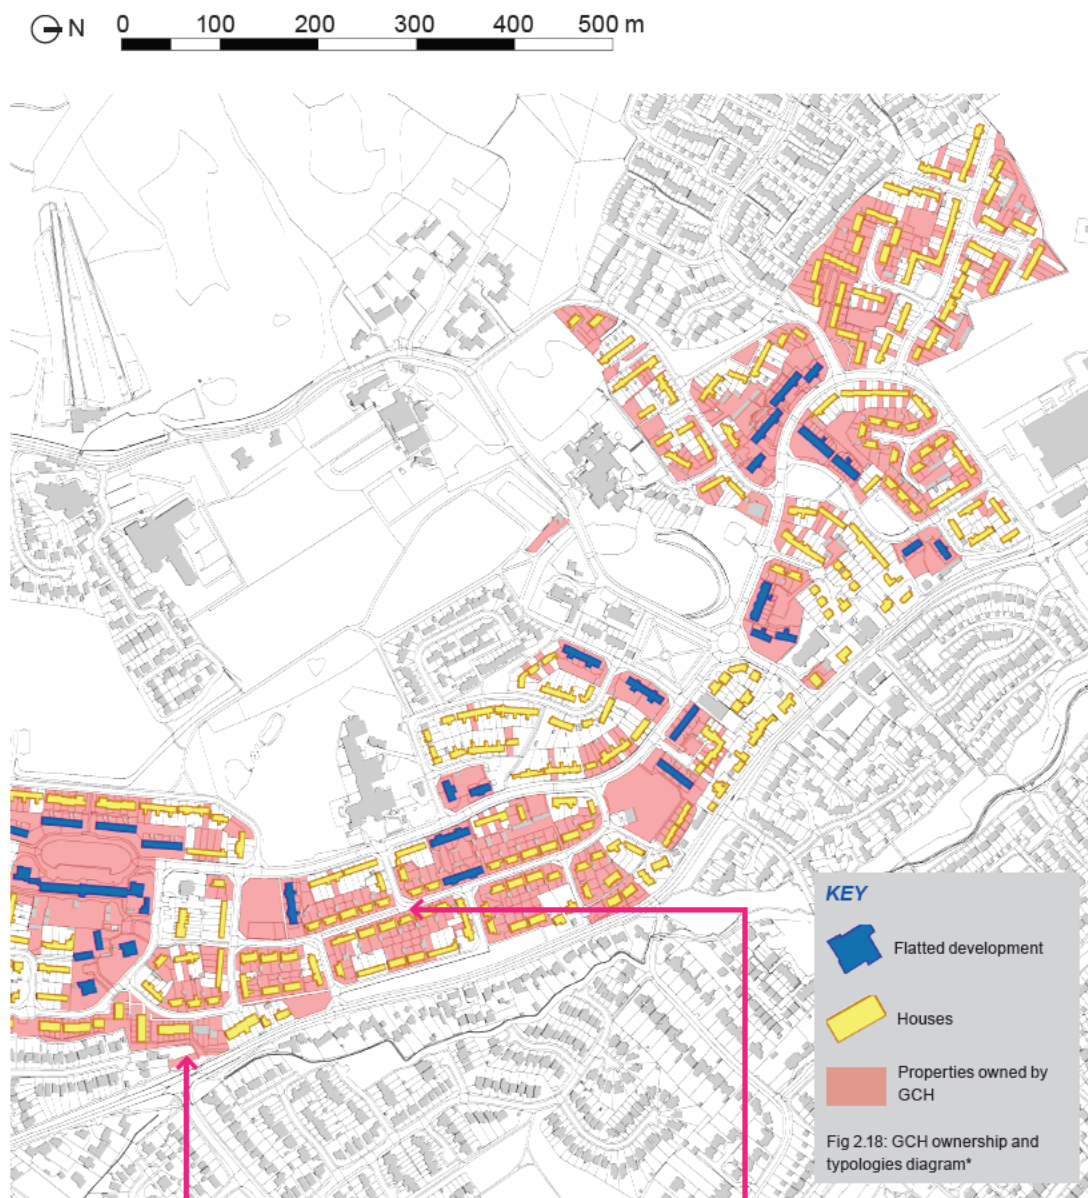 N 0 100 200 300 400 500 m
KEY
Flatted development
Houses
Properties owned by
GCH
Fig 2.18: GCH ownership and
typologies diagram*